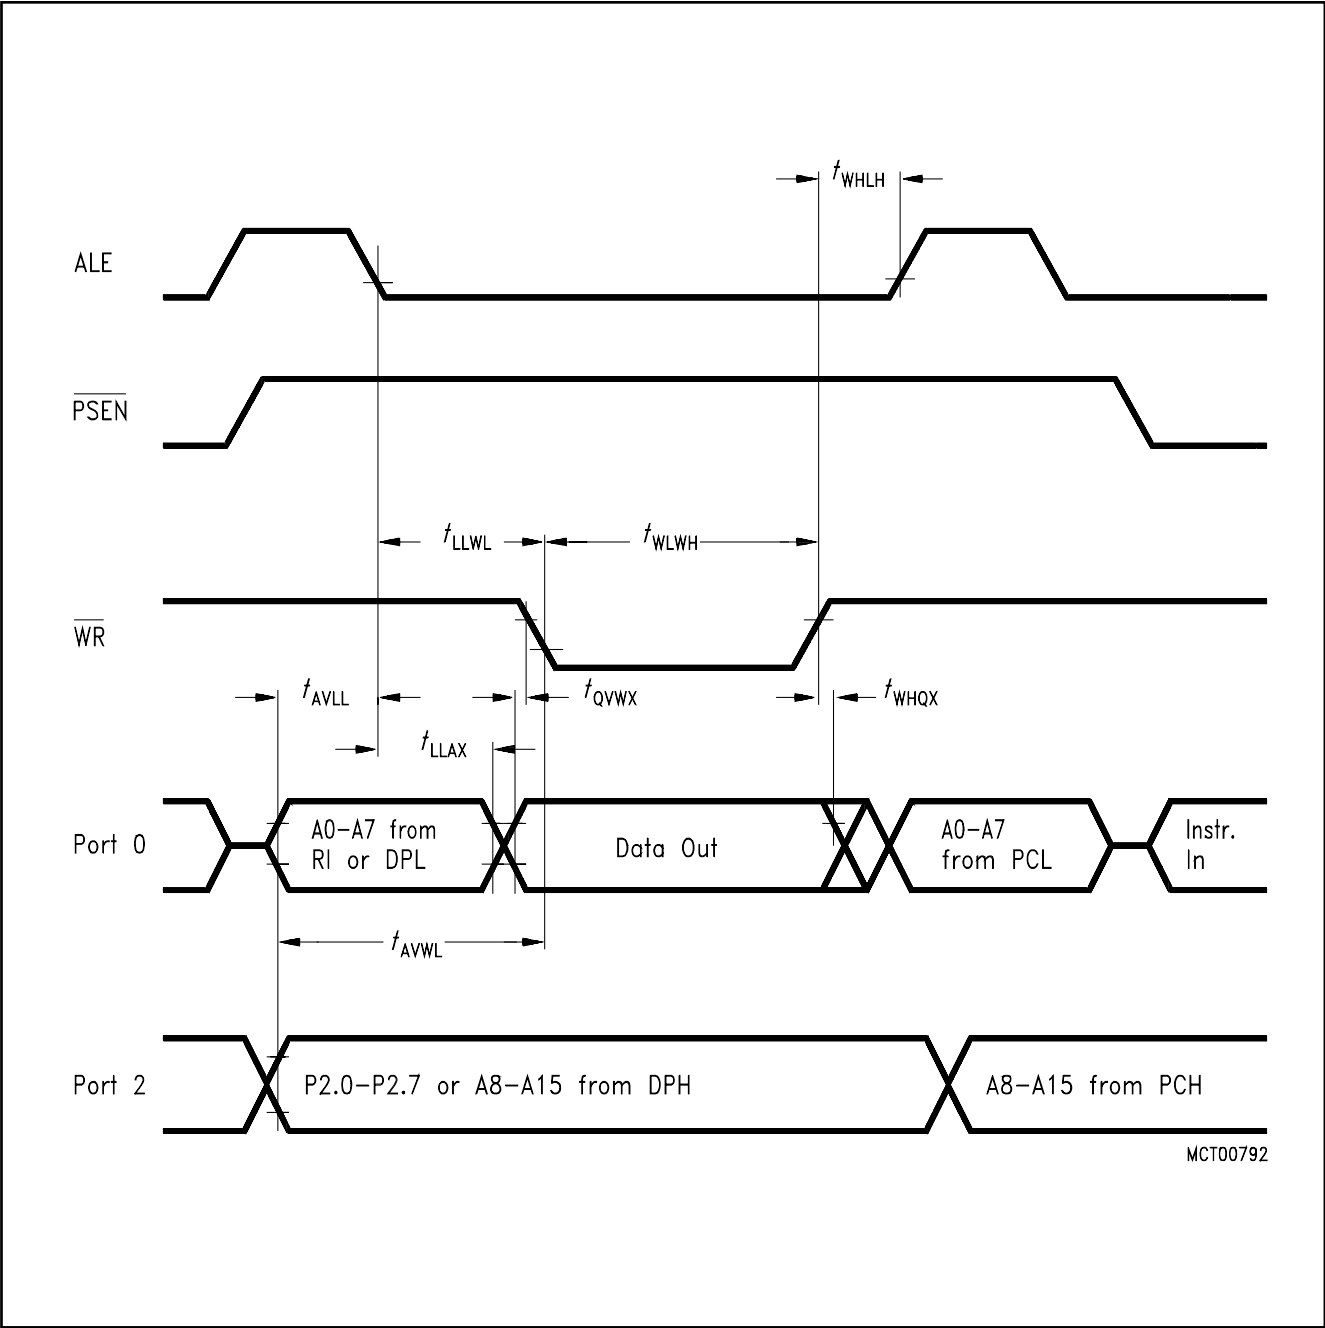 tWHLH
ALE
PSEN
tLLWL
tWLWH
WR
tAVLL
tQVWX
tWHQX
tLLAX
Port 0
A0-A7 from
RI or DPL
Data Out
A0-A7
from PCL
Instr.
In
tAVWL
Port 2
P2.0-P2.7 or A8-A15 from DPH
A8-A15 from PCH
MCT00792